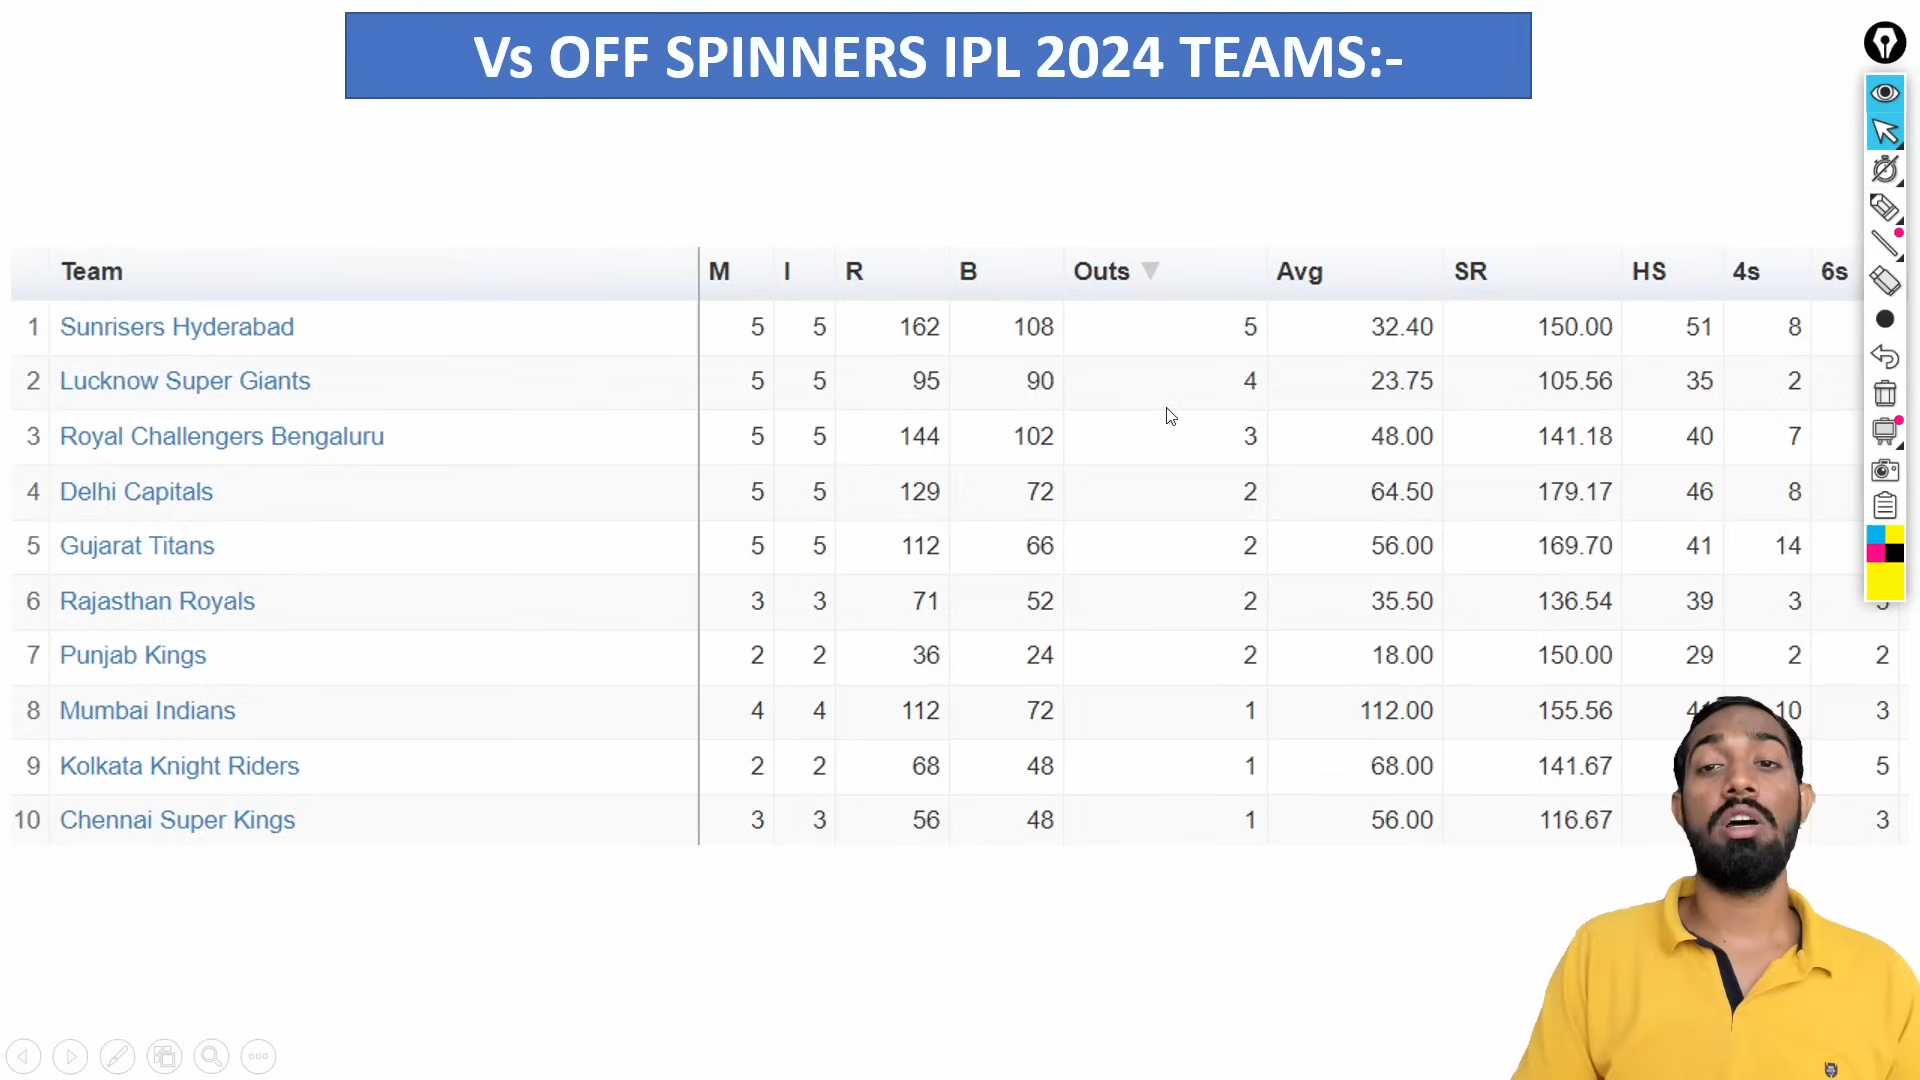 Vs OFF SPINNERS IPL 2024 TEAMS:-
Team M I R B Outs Avg SR HS 4s 6s
1 Sunrisers Hyderabad 5 5 162 108 5 32.40 150.00 51 8
2 Lucknow Super Giants 5 5 95 90 4 23.75 105.56 35 2
3 Royal Challengers Bengaluru 5 5 144 102 3 48.00 141.18 40 7
4 Delhi Capitals 5 5 129 72 2 64.50 179.17 46 8
5 Gujarat Titans 5 5 112 66 2 56.00 169.70 41 14
6 Rajasthan Royals 3 3 71 52 2 35.50 136.54 39 3
7 Punjab Kings 2 2 36 24 2 18.00 150.00 29 2 2
8 Mumbai Indians 4 4 112 72 1 112.00 155.56 10 3
9 Kolkata Knight Riders 2 2 68 48 1 68.00 141.67 5
10 Chennai Super Kings 3 3 56 48 1 56.00 116.67 3